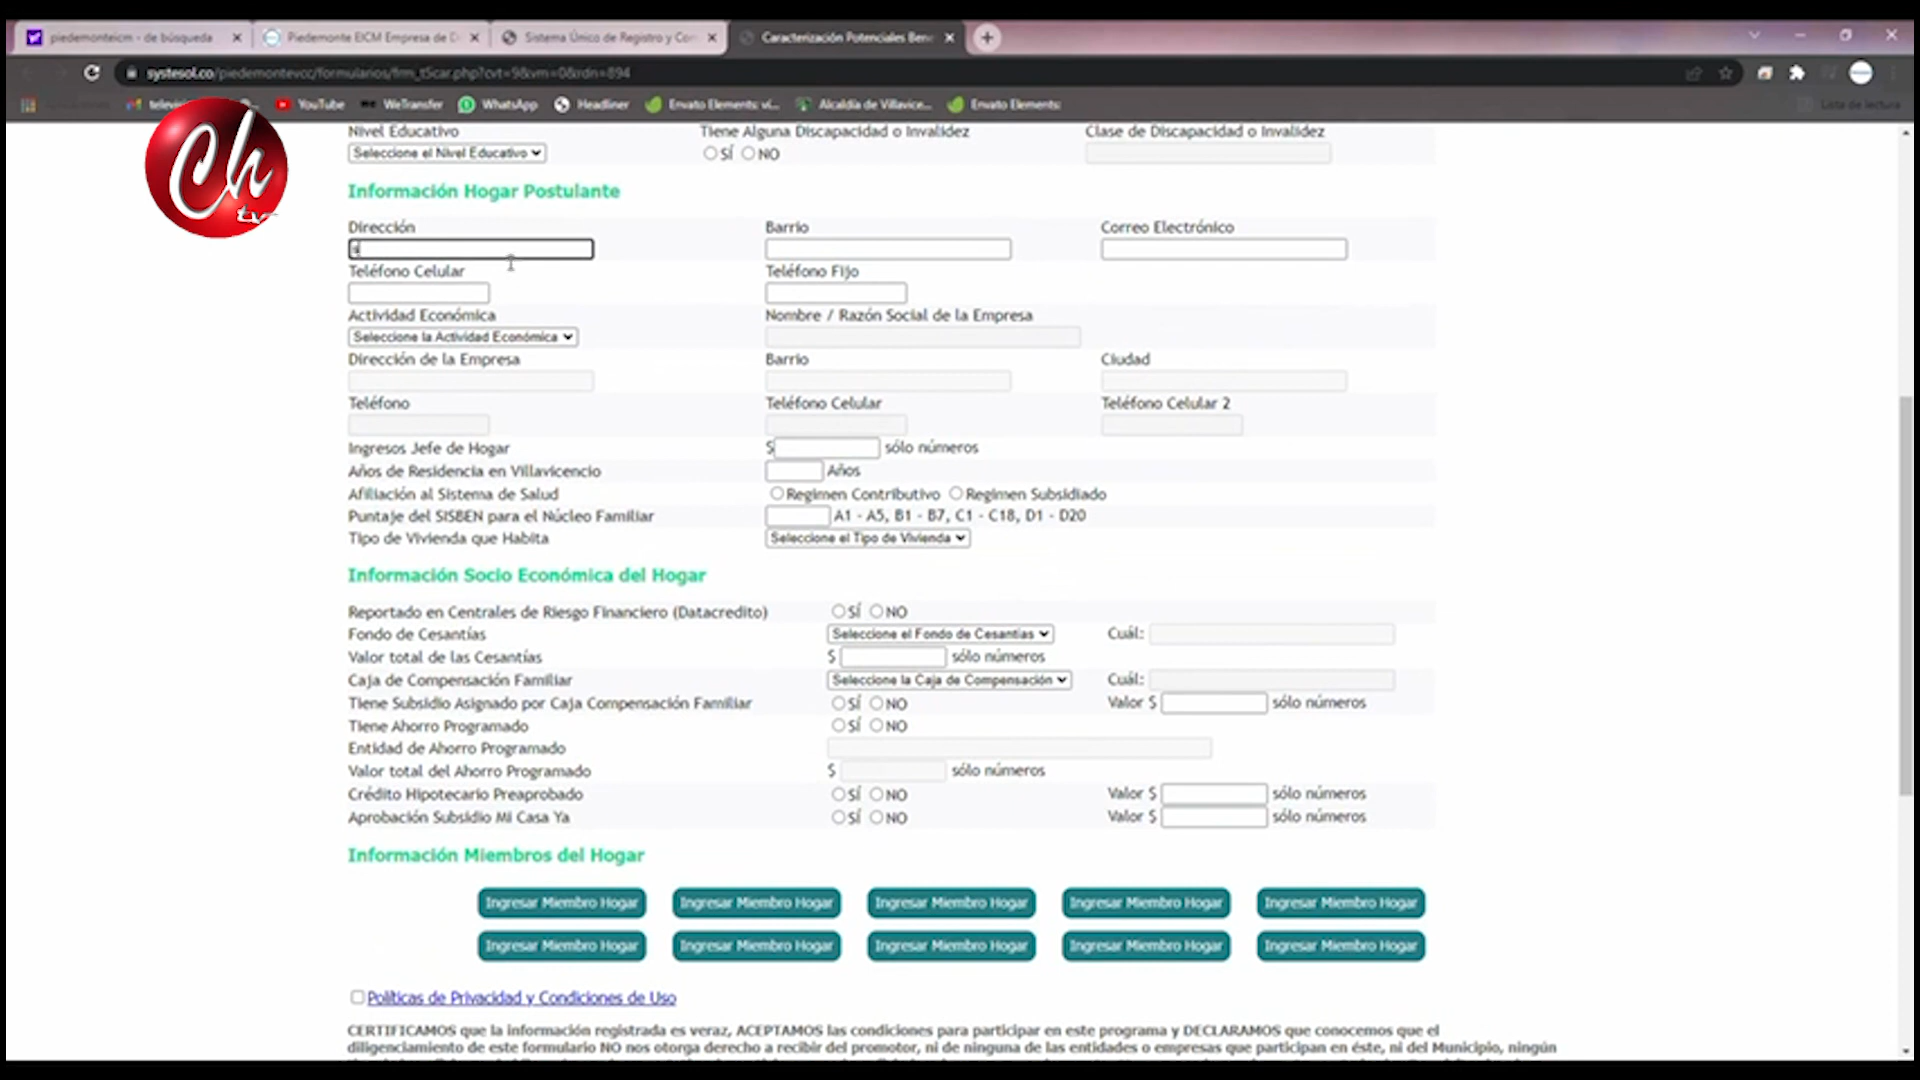 piedemonteicm - de búsqueda
Piedemonte EICM Empresa de D
Sistema Único de Registro y Cor
Caracterización Potenciales Ben
systesol.co/piedemontevcc/formularios/frm_t5car.php?cvt=9&vm=0&rdn=894
YouTube
WeTransfer
WhatsApp
Headliner
Envato Elements: ví...
Alcaldía de Villavice...
Envato Elements:
Lista de lectura
Ch
tv
Nivel Educativo
Tiene Alguna Discapacidad o Invalidez
Clase de Discapacidad o Invalidez
Seleccione el Nivel Educativo
SÍ NO
Información Hogar Postulante
Dirección
Barrio
Correo Electrónico
Teléfono Celular
Teléfono Fijo
Actividad Económica
Nombre / Razón Social de la Empresa
Seleccione la Actividad Económica
Dirección de la Empresa
Barrio
Ciudad
Teléfono
Teléfono Celular
Teléfono Celular 2
Ingresos Jefe de Hogar $ sólo números
Años de Residencia en Villavicencio Años
Afiliación al Sistema de Salud Regimen Contributivo Regimen Subsidiado
Puntaje del SISBEN para el Núcleo Familiar A1 - A5, B1 - B7, C1 - C18, D1 - D20
Tipo de Vivienda que Habita Seleccione el Tipo de Vivienda
Información Socio Económica del Hogar
Reportado en Centrales de Riesgo Financiero (Datacredito) SÍ NO
Fondo de Cesantías Seleccione el Fondo de Cesantías Cuál:
Valor total de las Cesantías $ sólo números
Caja de Compensación Familiar Seleccione la Caja de Compensación Cuál:
Tiene Subsidio Asignado por Caja Compensación Familiar SÍ NO Valor $ sólo números
Tiene Ahorro Programado SÍ NO
Entidad de Ahorro Programado
Valor total del Ahorro Programado $ sólo números
Crédito Hipotecario Preaprobado SÍ NO Valor $ sólo números
Aprobación Subsidio Mi Casa Ya SÍ NO Valor $ sólo números
Información Miembros del Hogar
Ingresar Miembro Hogar Ingresar Miembro Hogar Ingresar Miembro Hogar Ingresar Miembro Hogar Ingresar Miembro Hogar
Ingresar Miembro Hogar Ingresar Miembro Hogar Ingresar Miembro Hogar Ingresar Miembro Hogar Ingresar Miembro Hogar
Políticas de Privacidad y Condiciones de Uso
CERTIFICAMOS que la información registrada es veraz, ACEPTAMOS las condiciones para participar en este programa y DECLARAMOS que conocemos que el
diligenciamiento de este formulario NO nos otorga derecho a recibir del promotor, ni de ninguna de las entidades o empresas que participan en éste, ni del Municipio, ningún